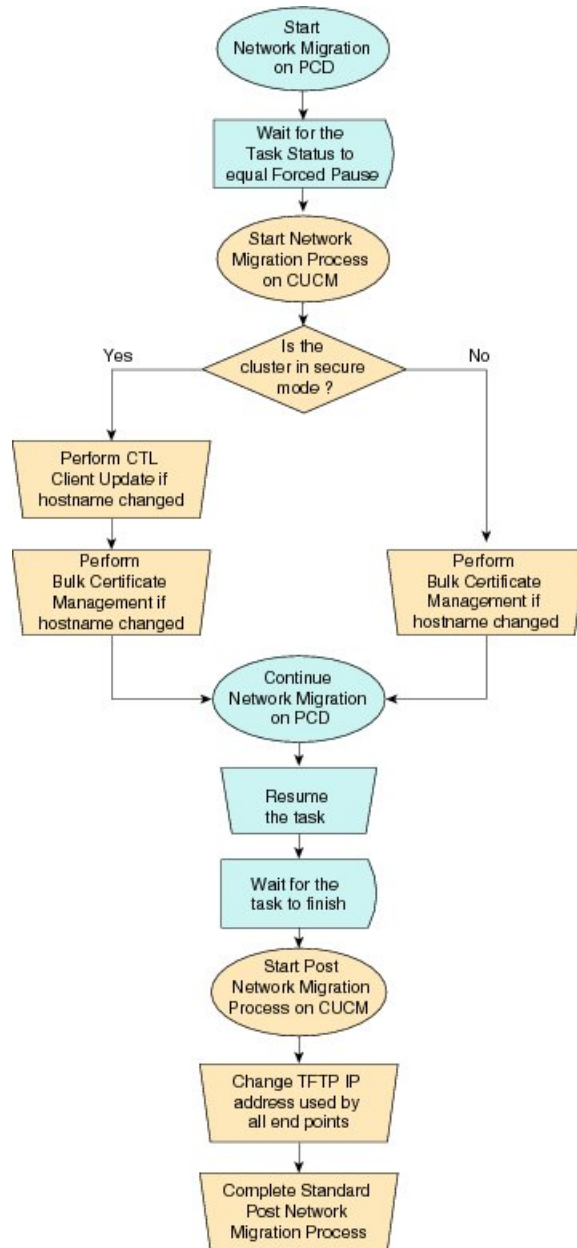 Start
Network Migration
on PCD
Wait for the
Task Status to
equal Forced Pause
Start Network
Migration Process
on CUCM
Is the
cluster in secure
mode ?
Yes
No
Perform CTL
Client Update if
hostname changed
Perform
Bulk Certificate
Management if
hostname changed
Perform
Bulk Certificate
Management if
hostname changed
Continue
Network Migration
on PCD
Resume
the task
Wait for the
task to finish
Start Post
Network Migration
Process on CUCM
Change TFTP IP
address used by
all end points
Complete Standard
Post Network
Migration Process